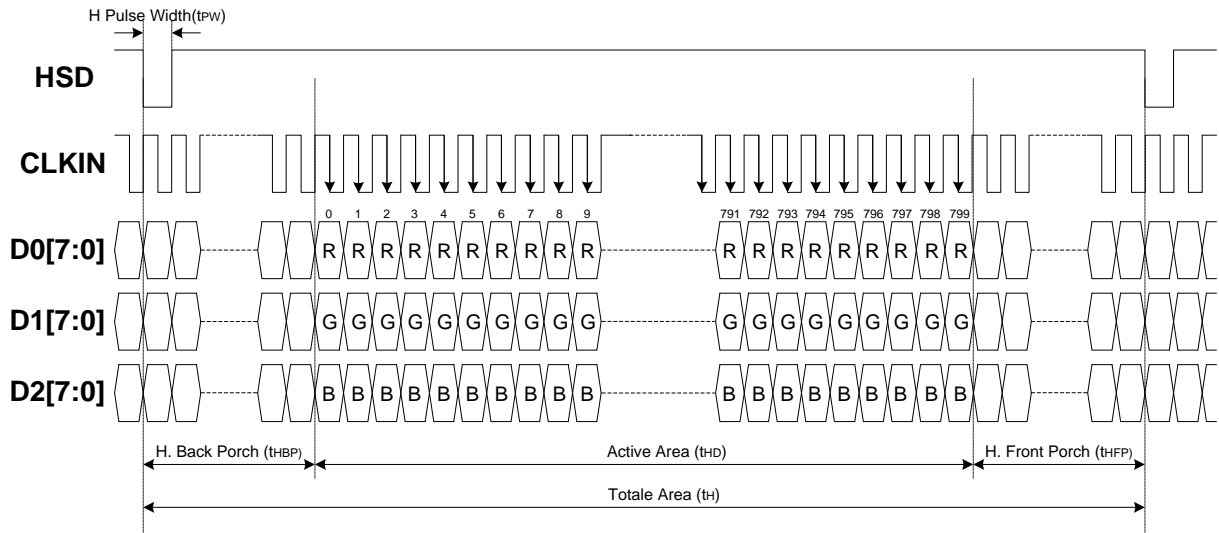 H Pulse Width(tPW)
HSD
CLKIN
0 1 2 3 4 5 6 7 8 9 791 792 793 794 795 796 797 798 799
D0[7:0] R R R R R R R R R R R R R R R R R R R
D1[7:0] G G G G G G G G G G G G G G G G G G G
D2[7:0] B B B B B B B B B B B B B B B B B B B
H. Back Porch (tHBP) Active Area (tHD) H. Front Porch (tHFP)
Totale Area (tH)